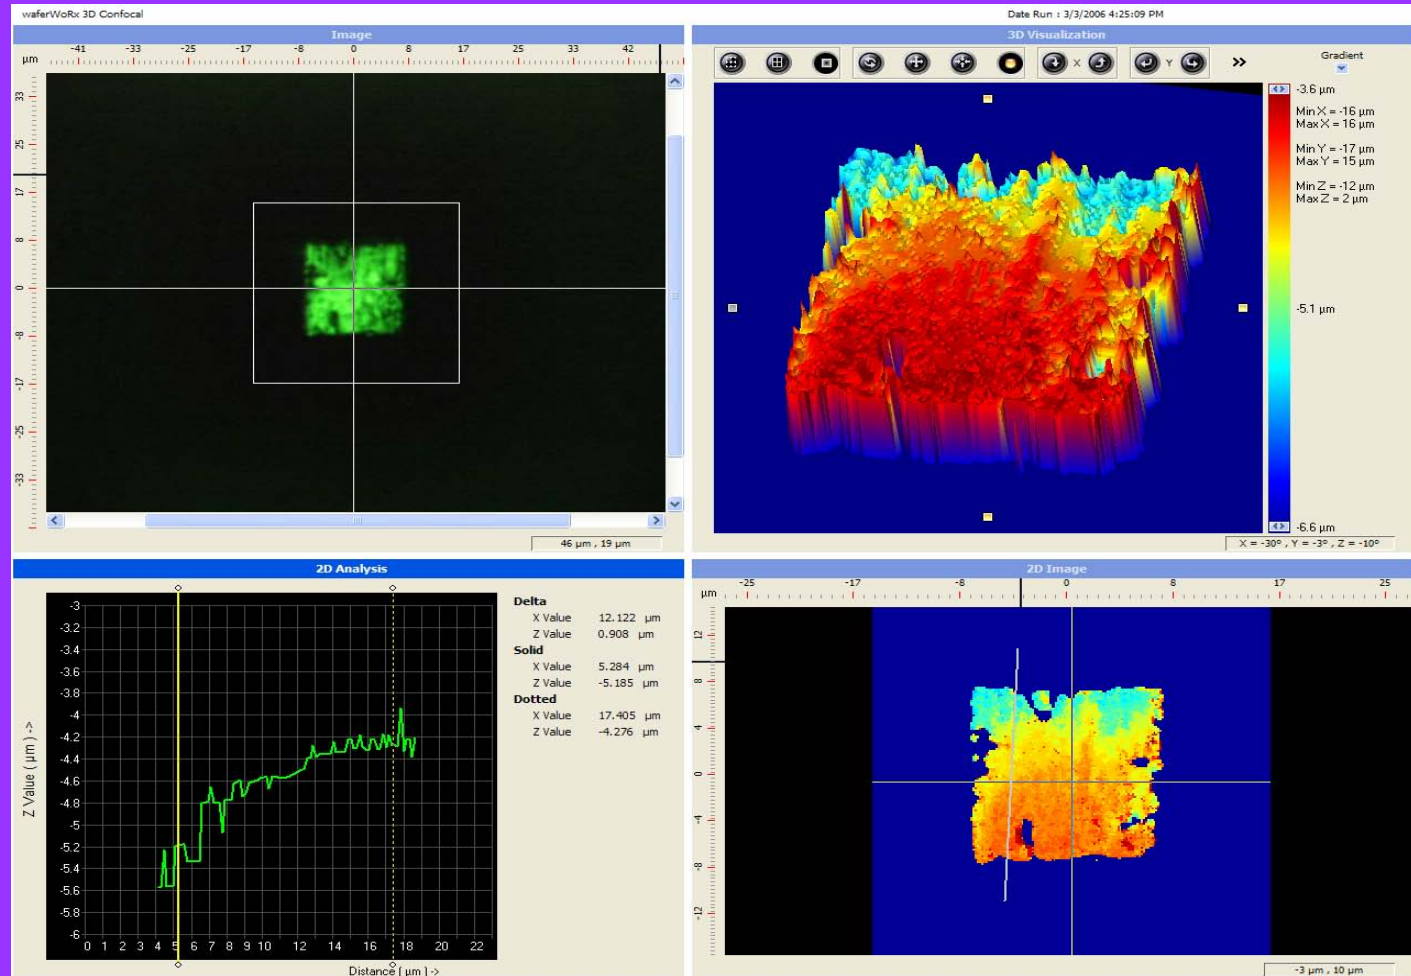 waferWoRx 3D Confocal
Date Run : 3/3/2006 4:25:09 PM
Image
µm
-41 -33 -25 -17 -8 0 8 17 25 33 42
33
25
17
8
0
-8
-17
-25
-33
46 µm , 19 µm
3D Visualization
X Y >>
Gradient
-3.6 µm
Min X = -16 µm
Max X = 16 µm
Min Y = -17 µm
Max Y = 15 µm
Min Z = -12 µm
Max Z = 2 µm
-5.1 µm
-6.6 µm
X = -30º , Y = -3º , Z = -10º
2D Analysis
Z Value ( µm ) ->
-3
-3.2
-3.4
-3.6
-3.8
-4
-4.2
-4.4
-4.6
-4.8
-5
-5.2
-5.4
-5.6
-5.8
-6
0 1 2 3 4 5 6 7 8 9 10 12 14 16 18 20 22
Distance ( µm ) ->
Delta
X Value 12.122 µm
Z Value 0.908 µm
Solid
X Value 5.284 µm
Z Value -5.185 µm
Dotted
X Value 17.405 µm
Z Value -4.276 µm
2D Image
µm
-25 -17 -8 0 8 17 25
12
8
4
0
-4
-8
-12
-3 µm , 10 µm